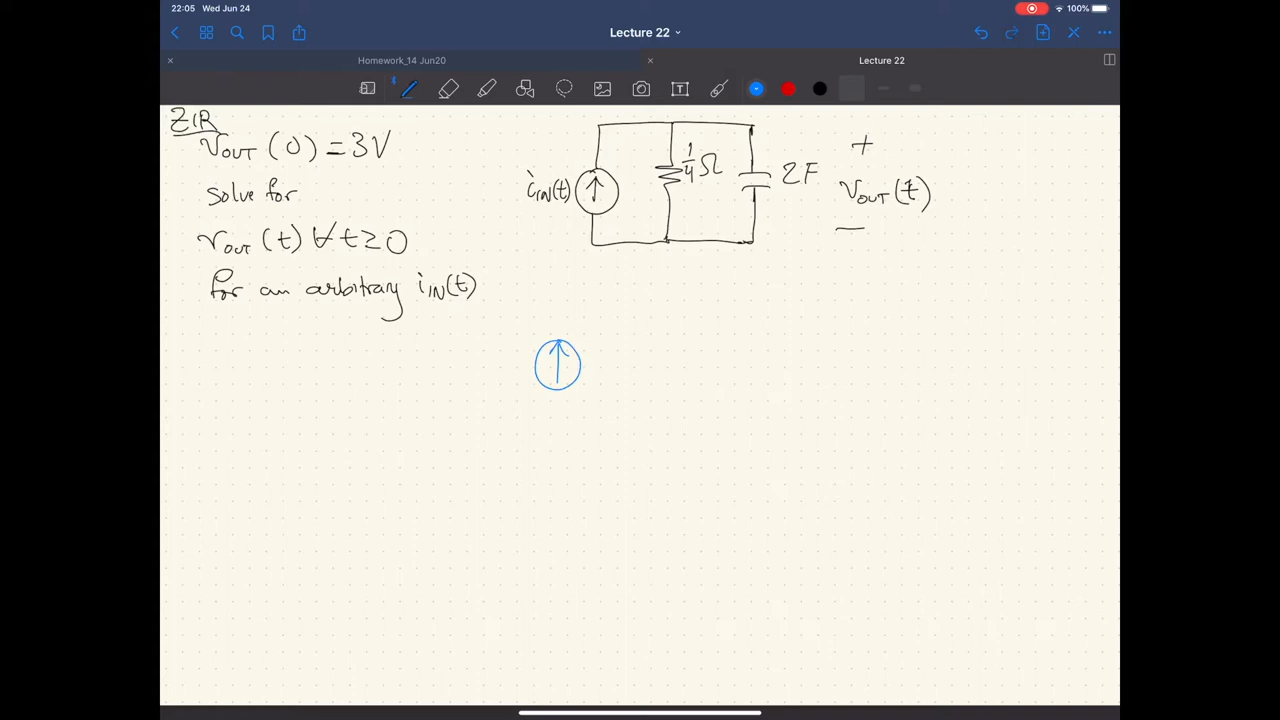 22:05 Wed Jun 24
100%
Lecture 22
Homework_14 Jun20
Lecture 22
T
ZIR
vOUT (0) = 3V
solve for
vOUT (t) ∀ t ≥ 0
for an arbitrary iIN(t)
iIN(t)
1/4 Ω
2F
+
vOUT(t)
−